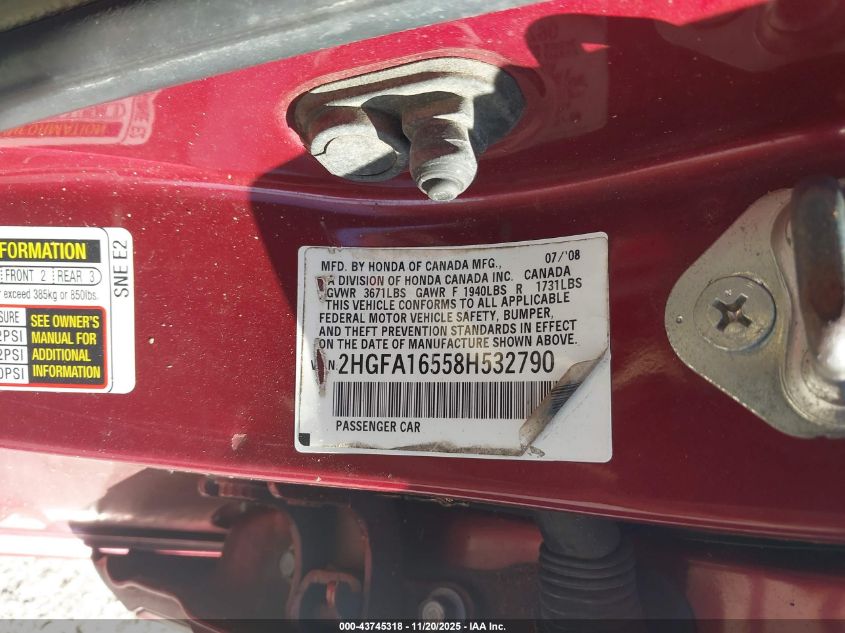 FORMATION
FRONT 2 REAR 3
exceed 385kg or 850lbs.
SURE
2PSI
2PSI
0PSI
SEE OWNER'S
MANUAL FOR
ADDITIONAL
INFORMATION
SNE E2
MFD. BY HONDA OF CANADA MFG., 07/'08
A DIVISION OF HONDA CANADA INC. CANADA
GVWR 3671LBS GAWR F 1940LBS R 1731LBS
THIS VEHICLE CONFORMS TO ALL APPLICABLE
FEDERAL MOTOR VEHICLE SAFETY, BUMPER,
AND THEFT PREVENTION STANDARDS IN EFFECT
ON THE DATE OF MANUFACTURE SHOWN ABOVE.
V.I.N. 2HGFA16558H532790
PASSENGER CAR
000-43745318 - 11/20/2025 - IAA Inc.